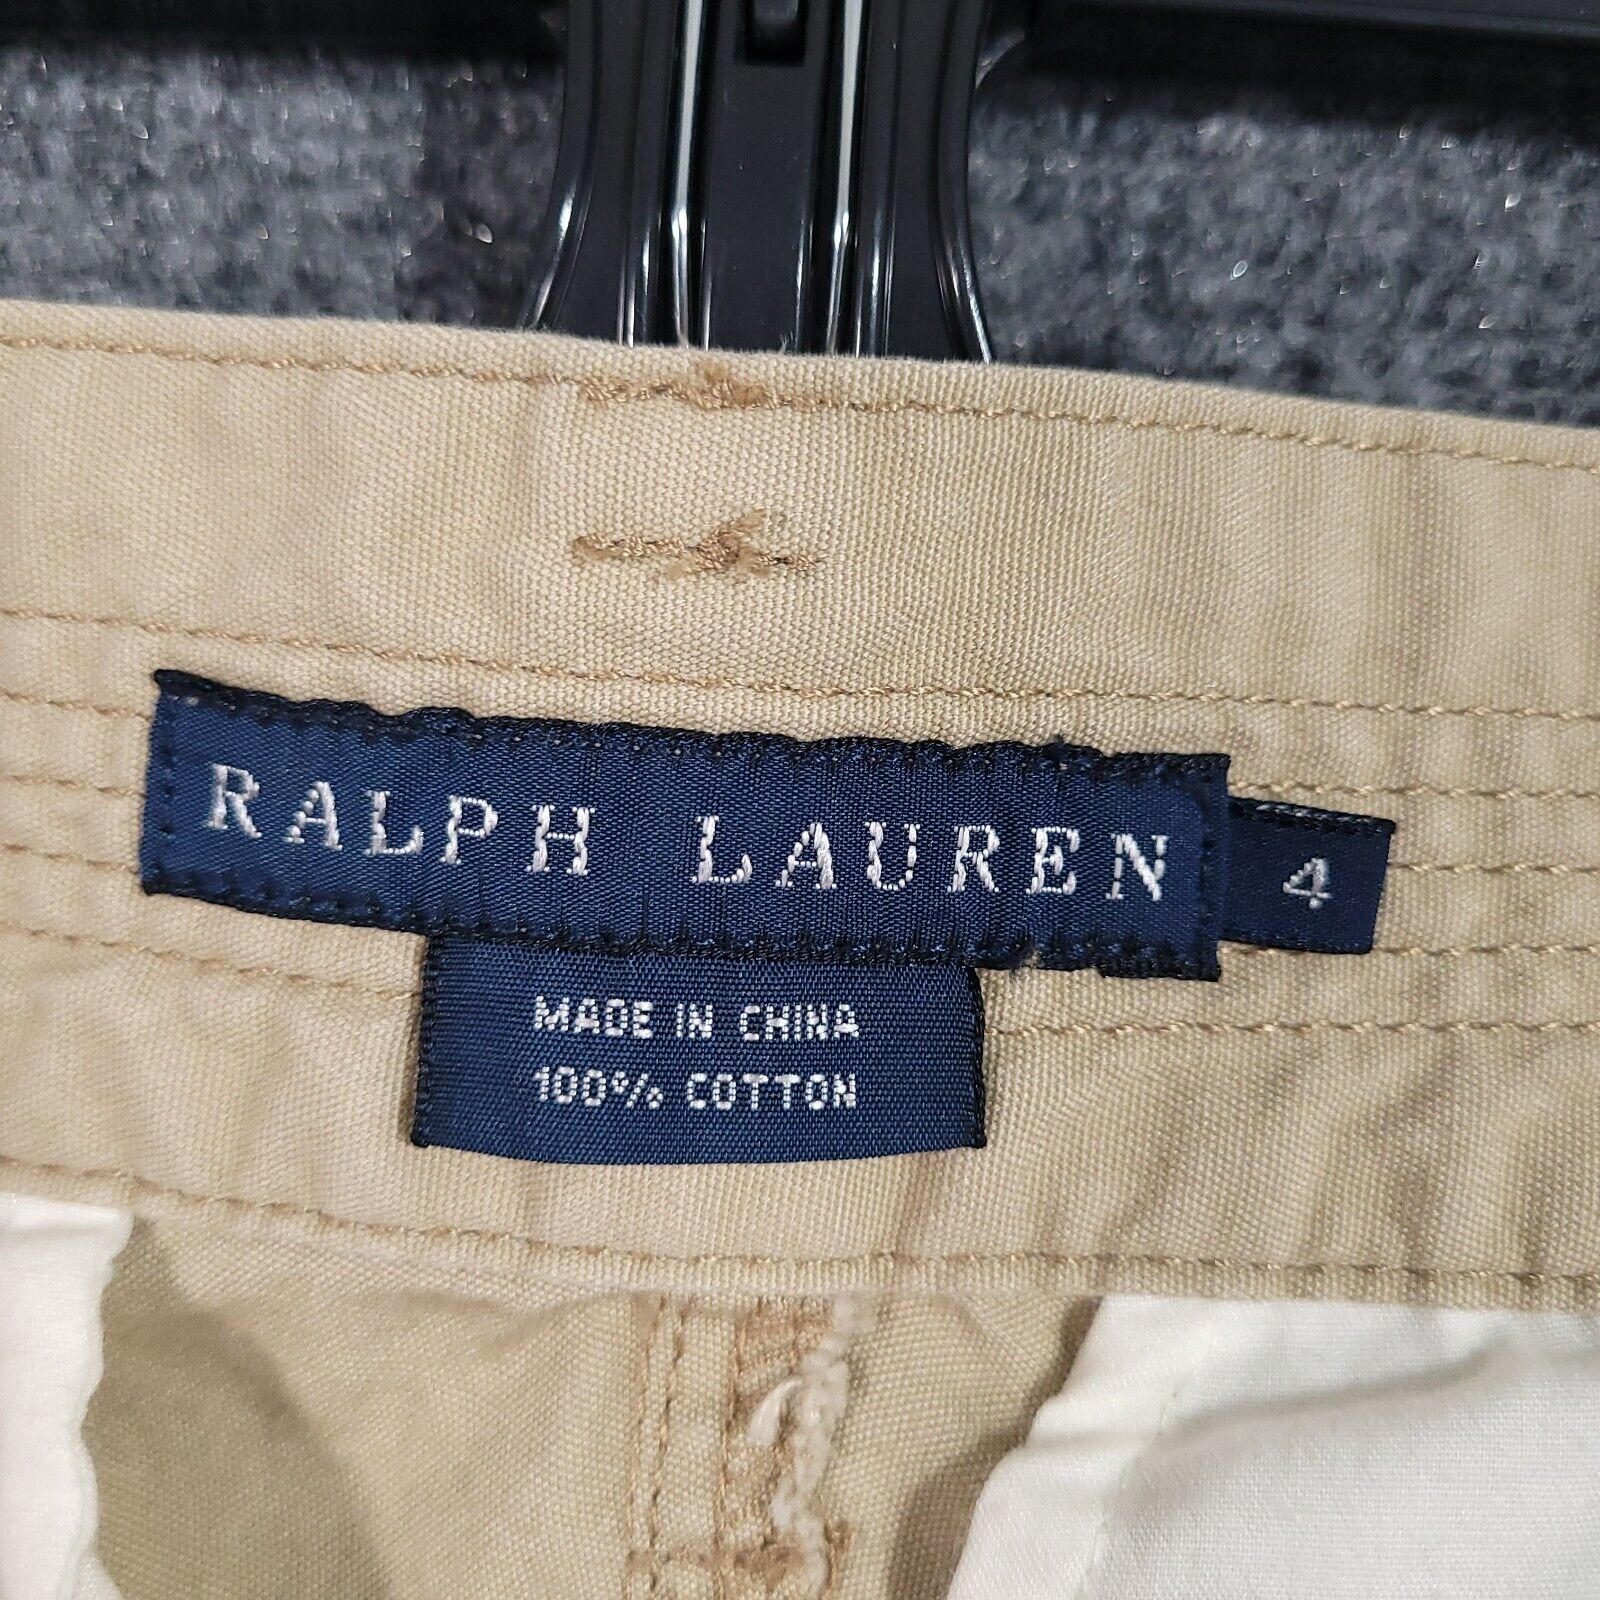 RALPH LAUREN 4
MADE IN CHINA
100% COTTON